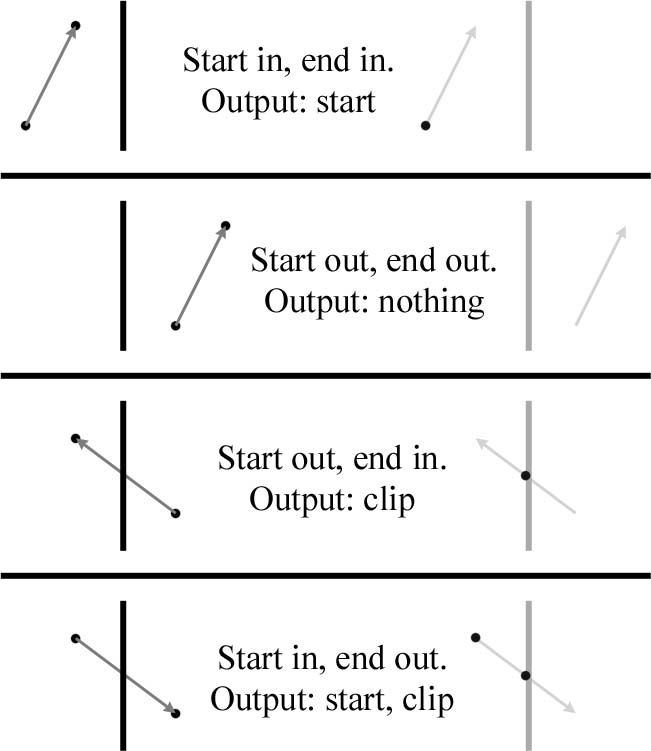 Start in, end in.
Output: start
Start out, end out.
Output: nothing
Start out, end in.
Output: clip
Start in, end out.
Output: start, clip